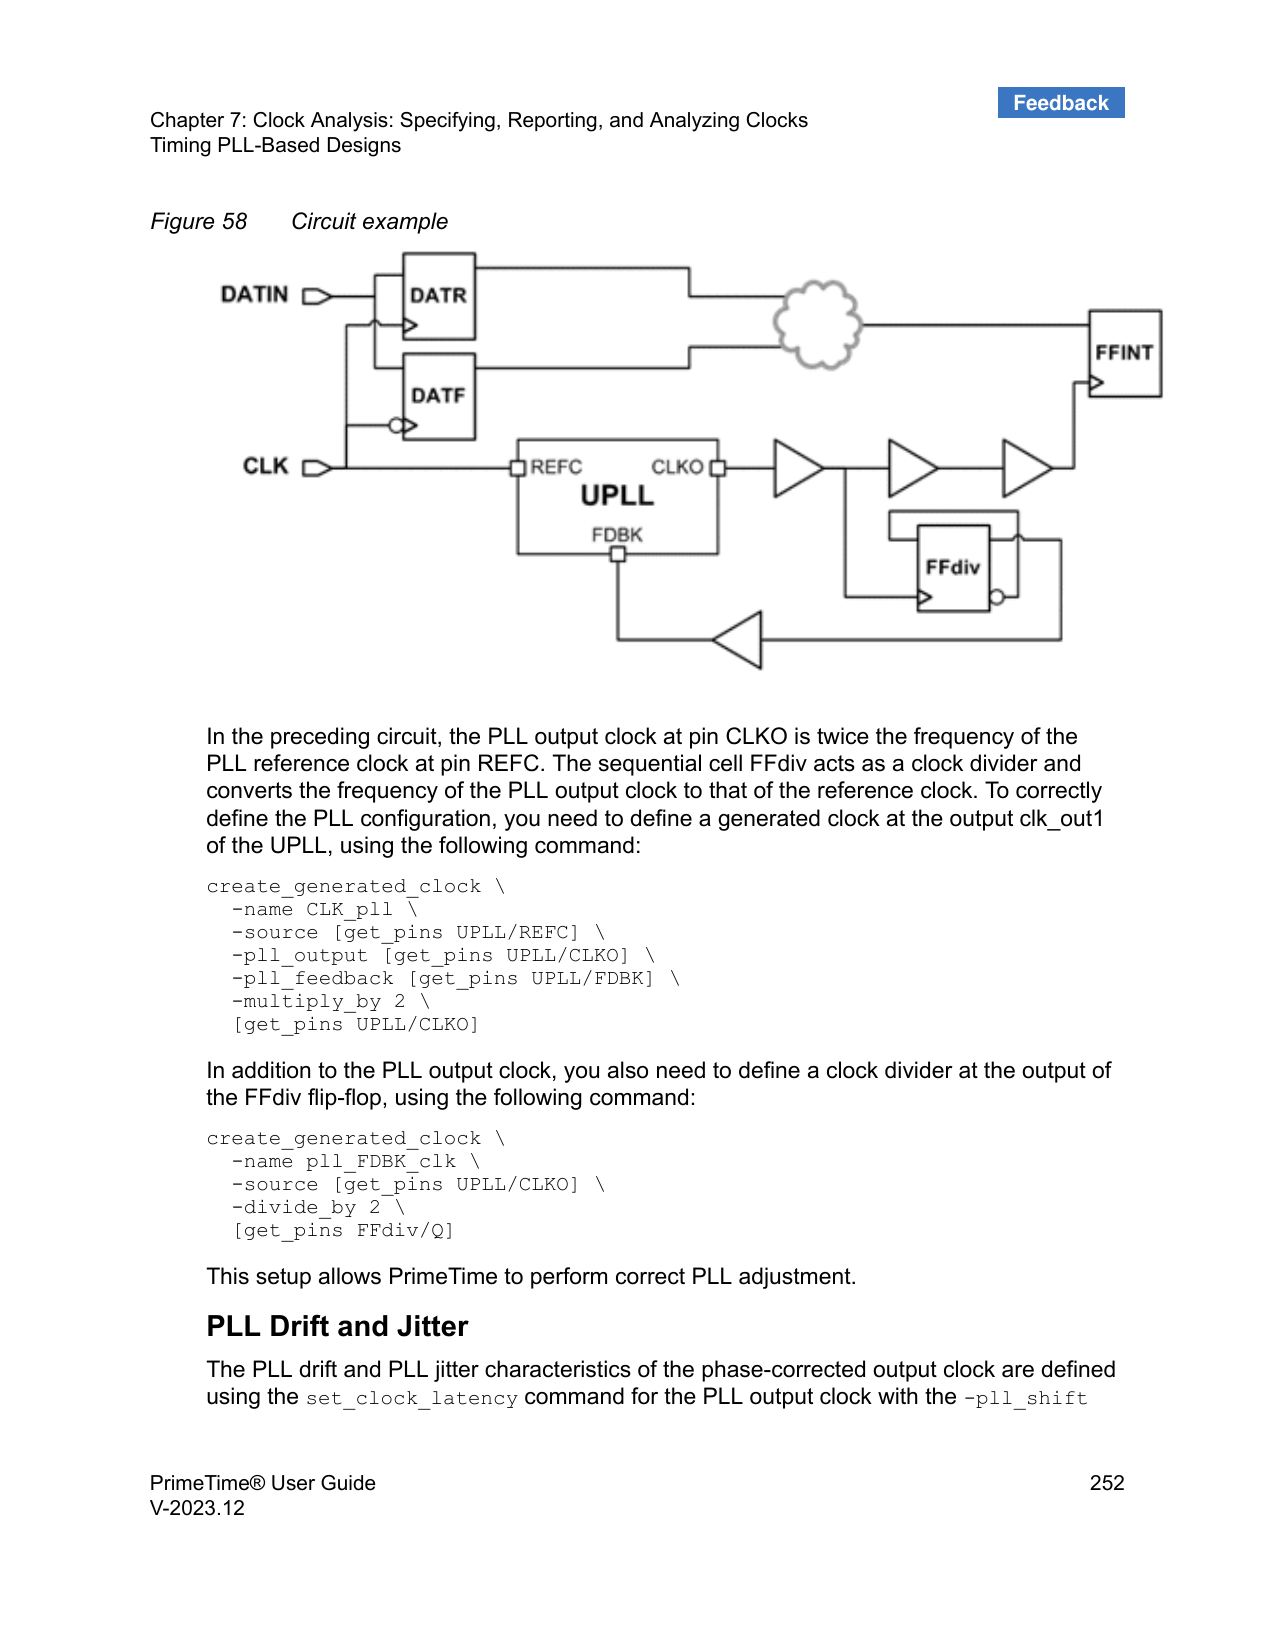 Feedback
Chapter 7: Clock Analysis: Specifying, Reporting, and Analyzing Clocks
Timing PLL-Based Designs
Figure 58 Circuit example
DATIN
DATR
FFINT
DATF
CLK
REFC
CLKO
UPLL
FDBK
FFdiv
In the preceding circuit, the PLL output clock at pin CLKO is twice the frequency of the
PLL reference clock at pin REFC. The sequential cell FFdiv acts as a clock divider and
converts the frequency of the PLL output clock to that of the reference clock. To correctly
define the PLL configuration, you need to define a generated clock at the output clk_out1
of the UPLL, using the following command:
create_generated_clock \
-name CLK_pll \
-source [get_pins UPLL/REFC] \
-pll_output [get_pins UPLL/CLKO] \
-pll_feedback [get_pins UPLL/FDBK] \
-multiply_by 2 \
[get_pins UPLL/CLKO]
In addition to the PLL output clock, you also need to define a clock divider at the output of
the FFdiv flip-flop, using the following command:
create_generated_clock \
-name pll_FDBK_clk \
-source [get_pins UPLL/CLKO] \
-divide_by 2 \
[get_pins FFdiv/Q]
This setup allows PrimeTime to perform correct PLL adjustment.
PLL Drift and Jitter
The PLL drift and PLL jitter characteristics of the phase-corrected output clock are defined
using the set_clock_latency command for the PLL output clock with the -pll_shift
PrimeTime® User Guide
252
V-2023.12